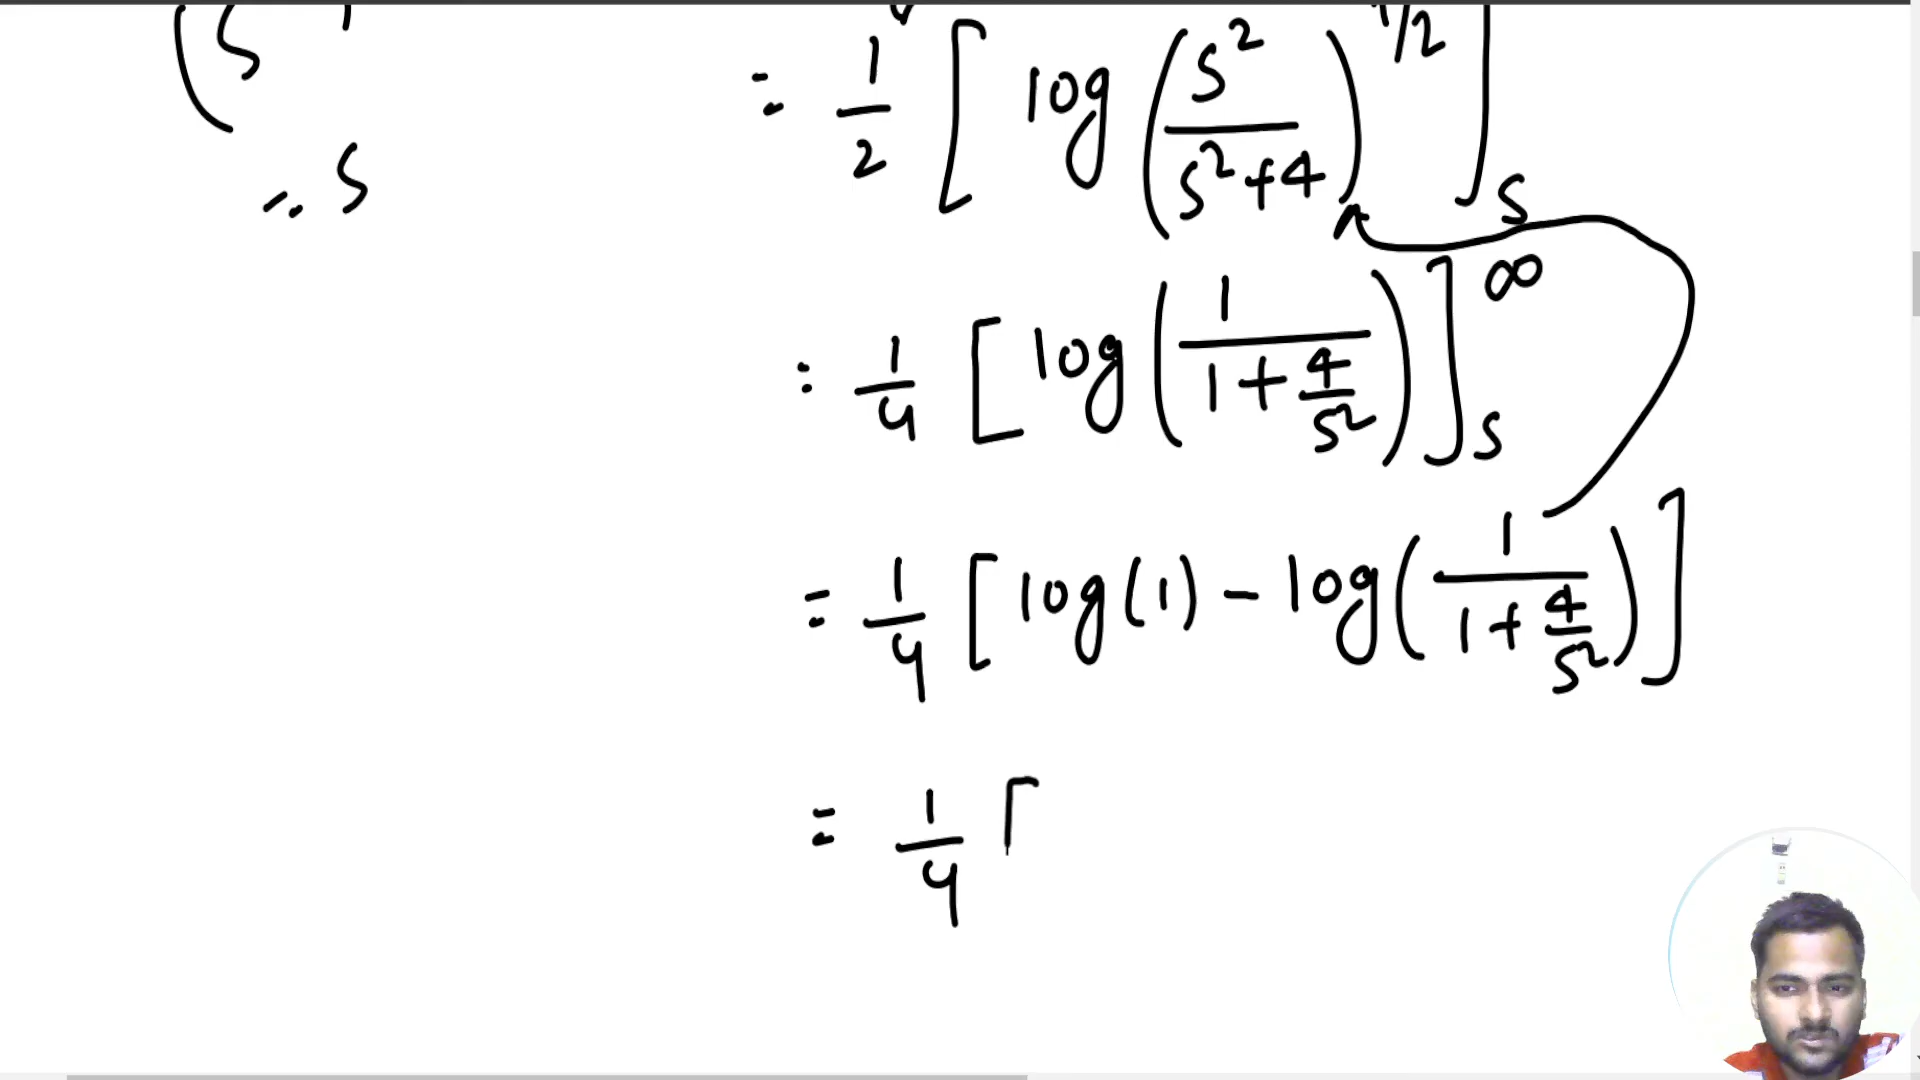 (S
= 1/2 [ log ( s² / s²+4 )^1/2 ]_s
= S
= 1/4 [ log ( 1 / 1 + 4/s² ) ]_s^∞
= 1/4 [ log(1) - log ( 1 / 1 + 4/s² ) ]
= 1/4 [